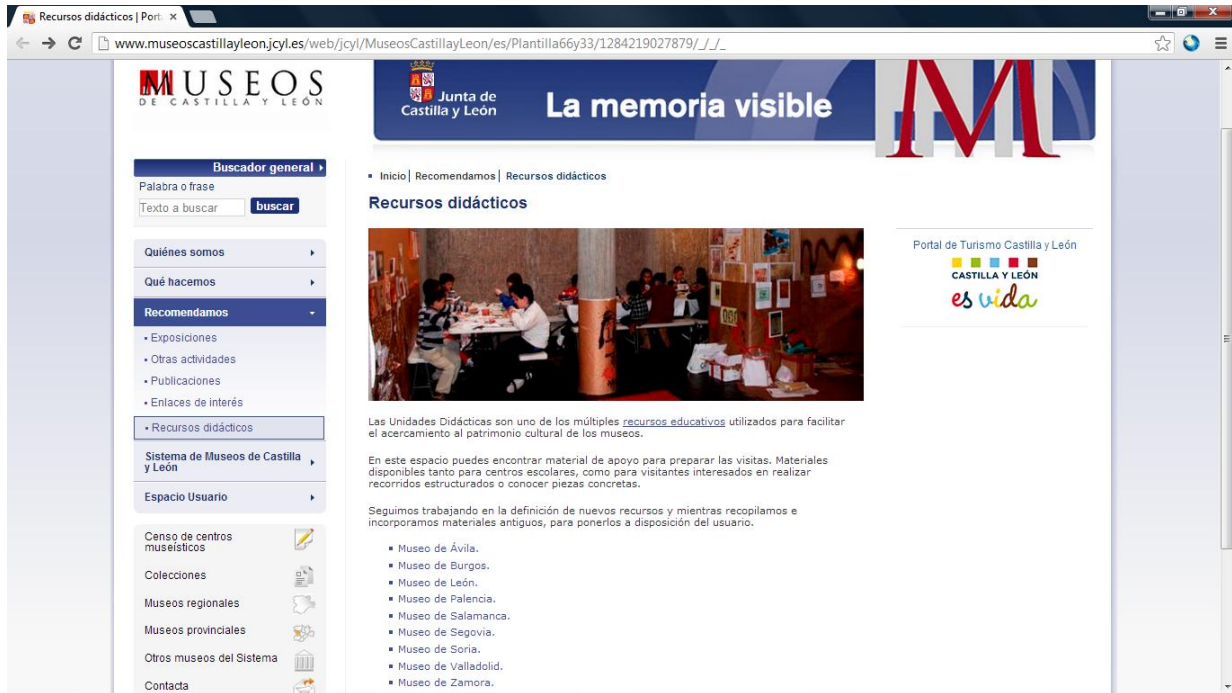 Recursos didácticos | Port
www.museoscastillayleon.jcyl.es/web/jcyl/MuseosCastillayLeon/es/Plantilla66y33/1284219027879/_/_/_
MUSEOS
DE CASTILLA Y LEÓN
Junta de
Castilla y León
La memoria visible
M
Buscador general
Palabra o frase
Texto a buscar
buscar
Quiénes somos
Qué hacemos
Recomendamos
Exposiciones
Otras actividades
Publicaciones
Enlaces de interés
Recursos didácticos
Sistema de Museos de Castilla
y León
Espacio Usuario
Censo de centros
museísticos
Colecciones
Museos regionales
Museos provinciales
Otros museos del Sistema
Contacta
Inicio| Recomendamos| Recursos didácticos
Recursos didácticos
Las Unidades Didácticas son uno de los múltiples recursos educativos utilizados para facilitar
el acercamiento al patrimonio cultural de los museos.
En este espacio puedes encontrar material de apoyo para preparar las visitas. Materiales
disponibles tanto para centros escolares, como para visitantes interesados en realizar
recorridos estructurados o conocer piezas concretas.
Seguimos trabajando en la definición de nuevos recursos y mientras recopilamos e
incorporamos materiales antiguos, para ponerlos a disposición del usuario.
Museo de Ávila.
Museo de Burgos.
Museo de León.
Museo de Palencia.
Museo de Salamanca.
Museo de Segovia.
Museo de Soria.
Museo de Valladolid.
Museo de Zamora.
Portal de Turismo Castilla y León
CASTILLA Y LEÓN
es vida